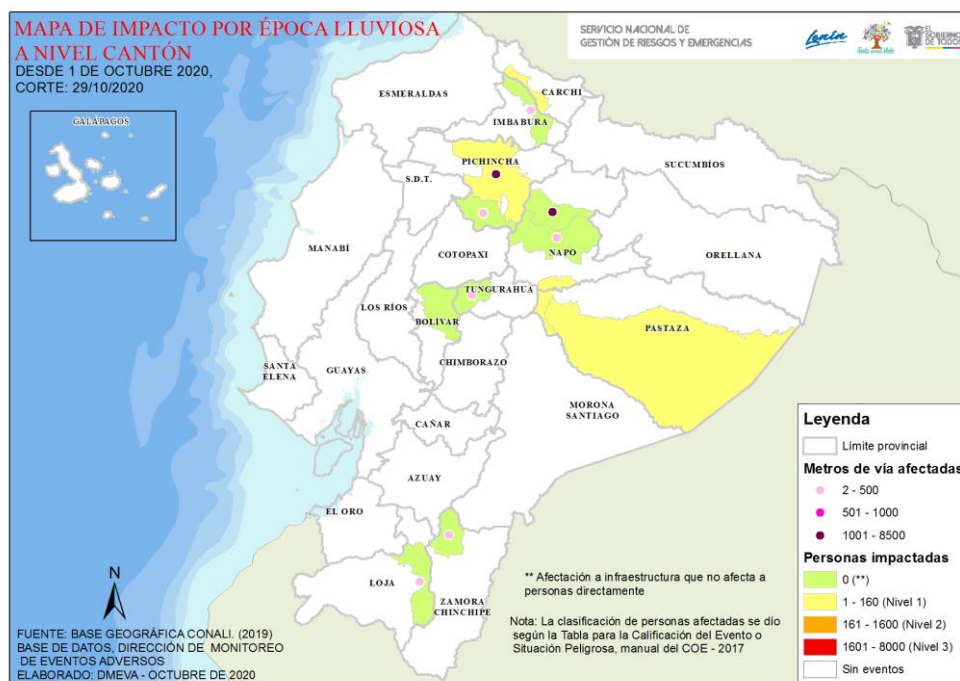 MAPA DE IMPACTO POR ÉPOCA LLUVIOSA
A NIVEL CANTÓN
DESDE 1 DE OCTUBRE 2020,
CORTE: 29/10/2020
SERVICIO NACIONAL DE
GESTIÓN DE RIESGOS Y EMERGENCIAS
Lenín
EL
GOBIERNO
DE TODOS
GALÁPAGOS
ESMERALDAS
CARCHI
IMBABURA
PICHINCHA
SUCUMBÍOS
S.D.T.
MANABÍ
COTOPAXI
NAPO
ORELLANA
TUNGURAHUA
LOS RÍOS
BOLÍVAR
PASTAZA
SANTA
ELENA
GUAYAS
CHIMBORAZO
MORONA
SANTIAGO
CAÑAR
AZUAY
EL ORO
LOJA
ZAMORA
CHINCHIPE
N
Leyenda
Límite provincial
Metros de vía afectadas
2 - 500
501 - 1000
1001 - 8500
Personas impactadas
0 (**)
1 - 160 (Nivel 1)
161 - 1600 (Nivel 2)
1601 - 8000 (Nivel 3)
Sin eventos
** Afectación a infraestructura que no afecta a
personas directamente
Nota: La clasificación de personas afectadas se dio
según la Tabla para la Calificación del Evento o
Situación Peligrosa, manual del COE - 2017
FUENTE: BASE GEOGRÁFICA CONALI. (2019)
BASE DE DATOS, DIRECCIÓN DE MONITOREO
DE EVENTOS ADVERSOS
ELABORADO: DMEVA - OCTUBRE DE 2020